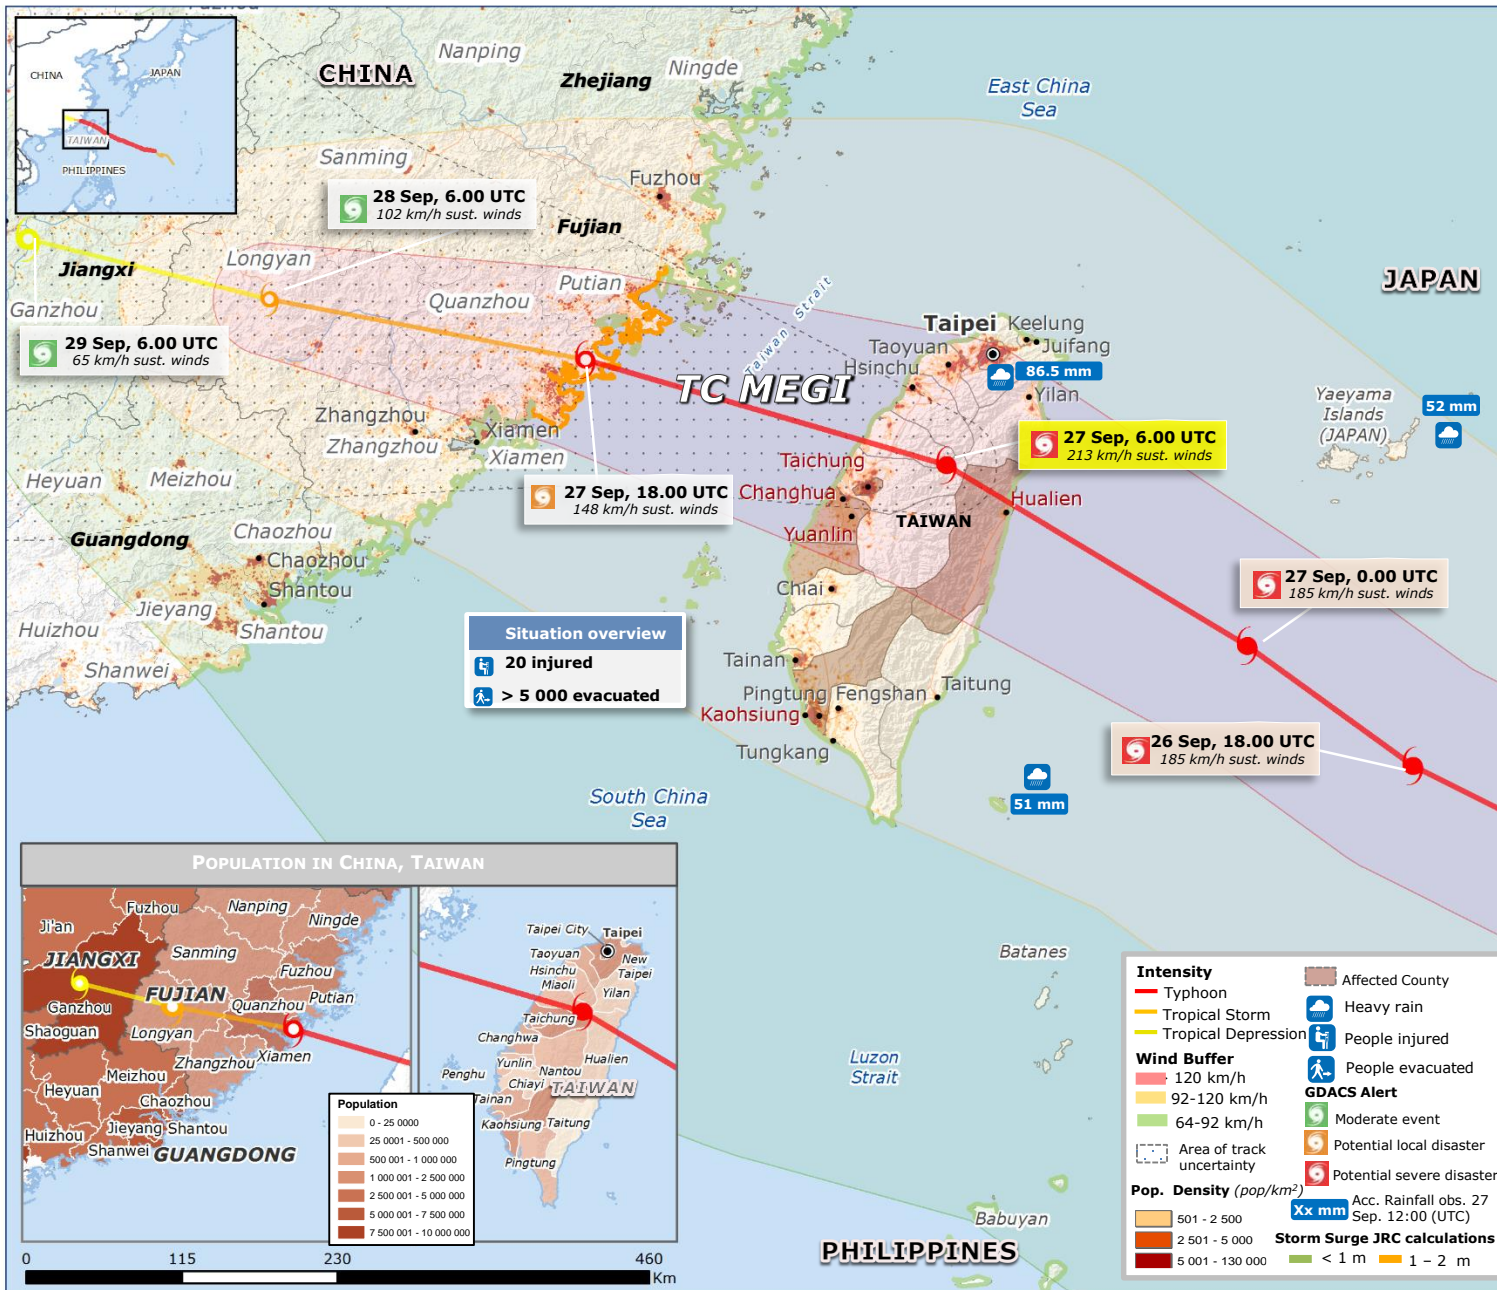 Fuzhou
CHINA
JAPAN
TAIWAN
PHILIPPINES
CHINA
Nanping
Zhejiang
Ningde
East China
Sea
Sanming
Fuzhou
28 Sep, 6.00 UTC
102 km/h sust. winds
Fujian
Longyan
Jiangxi
Ganzhou
Quanzhou
Putian
Taiwan Strait
JAPAN
29 Sep, 6.00 UTC
65 km/h sust. winds
Taipei
Keelung
Juifang
Taoyuan
Hsinchu
86.5 mm
Yilan
TC MEGI
Yaeyama
Islands
(JAPAN)
52 mm
Zhangzhou
Zhangzhou
Xiamen
Xiamen
27 Sep, 6.00 UTC
213 km/h sust. winds
Heyuan
Meizhou
27 Sep, 18.00 UTC
148 km/h sust. winds
Taichung
Changhua
Yuanlin
TAIWAN
Hualien
Guangdong
Chaozhou
Chaozhou
Shantou
Jieyang
Shantou
Huizhou
Shanwei
Chiai
27 Sep, 0.00 UTC
185 km/h sust. winds
Situation overview
20 injured
> 5 000 evacuated
Tainan
Pingtung
Fengshan
Taitung
Kaohsiung
Tungkang
26 Sep, 18.00 UTC
185 km/h sust. winds
51 mm
South China
Sea
POPULATION IN CHINA, TAIWAN
Ji'an
Fuzhou
Nanping
Ningde
JIANGXI
Sanming
Fuzhou
FUJIAN
Ganzhou
Quanzhou
Putian
Shaoguan
Longyan
Xiamen
Zhangzhou
Meizhou
Heyuan
Chaozhou
Huizhou
Jieyang
Shantou
Shanwei
GUANGDONG
Population
0 - 25 0000
25 0001 - 500 000
500 001 - 1 000 000
1 000 001 - 2 500 000
2 500 001 - 5 000 000
5 000 001 - 7 500 000
7 500 001 - 10 000 000
Taipei City
Taipei
Taoyuan
New
Taipei
Hsinchu
Miaoli
Yilan
Taichung
Changhwa
Hualien
Yunlin
Nantou
Penghu
Chiayi
TAIWAN
Tainan
Kaohsiung
Taitung
Pingtung
0
115
230
460
Km
Batanes
Luzon
Strait
Babuyan
PHILIPPINES
Intensity
Typhoon
Tropical Storm
Tropical Depression
Wind Buffer
120 km/h
92-120 km/h
64-92 km/h
Area of track
uncertainty
Pop. Density (pop/km²)
501 - 2 500
2 501 - 5 000
5 001 - 130 000
Affected County
Heavy rain
People injured
People evacuated
GDACS Alert
Moderate event
Potential local disaster
Potential severe disaster
Xx mm
Acc. Rainfall obs. 27
Sep. 12:00 (UTC)
Storm Surge JRC calculations
< 1 m
1 – 2 m